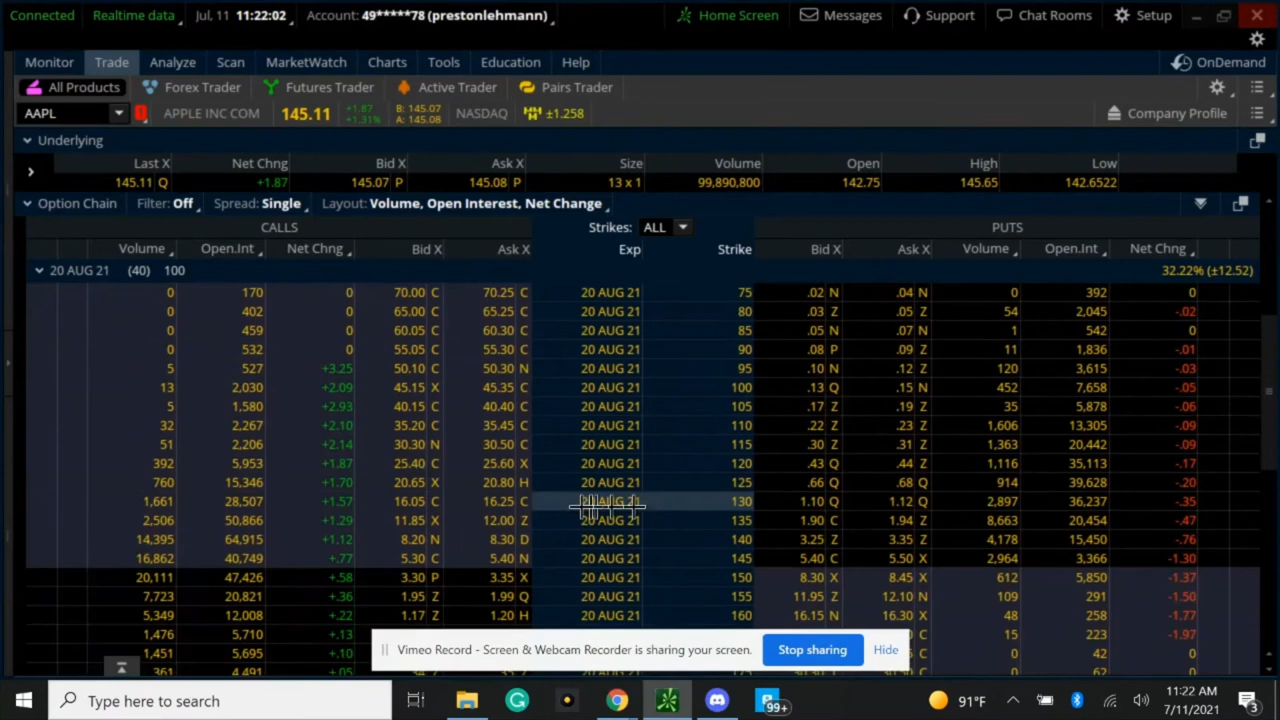 Connected Realtime data Jul, 11 11:22:02 Account: 49*****78 (prestonlehmann) Home Screen Messages Support Chat Rooms Setup
Monitor Trade Analyze Scan MarketWatch Charts Tools Education Help OnDemand
All Products Forex Trader Futures Trader Active Trader Pairs Trader
AAPL APPLE INC COM 145.11 +1.87 +1.31% B: 145.07 A: 145.08 NASDAQ ±1.258 Company Profile
Underlying
Last X Net Chng Bid X Ask X Size Volume Open High Low
145.11 Q +1.87 145.07 P 145.08 P 13 x 1 99,890,800 142.75 145.65 142.6522
Option Chain Filter: Off Spread: Single Layout: Volume, Open Interest, Net Change
CALLS Strikes: ALL PUTS
Volume Open.Int Net Chng Bid X Ask X Exp Strike Bid X Ask X Volume Open.Int Net Chng
20 AUG 21 (40) 100 32.22% (±12.52)
0 170 0 70.00 C 70.25 C 20 AUG 21 75 .02 N .04 N 0 392 0
0 402 0 65.00 C 65.25 C 20 AUG 21 80 .03 Z .05 Z 54 2,045 -.02
0 459 0 60.05 C 60.30 C 20 AUG 21 85 .05 N .07 N 1 542 0
0 532 0 55.05 C 55.30 C 20 AUG 21 90 .08 P .09 Z 11 1,836 -.01
5 527 +3.25 50.10 C 50.30 N 20 AUG 21 95 .10 N .12 Z 120 3,615 -.03
13 2,030 +2.09 45.15 X 45.35 C 20 AUG 21 100 .13 Q .15 N 452 7,658 -.05
5 1,580 +2.93 40.15 C 40.40 C 20 AUG 21 105 .17 Z .19 Z 35 5,878 -.06
32 2,267 +2.10 35.20 C 35.45 C 20 AUG 21 110 .22 Z .23 Z 1,606 13,305 -.09
51 2,206 +2.14 30.30 N 30.50 C 20 AUG 21 115 .30 Z .31 Z 1,363 20,442 -.09
392 5,953 +1.87 25.40 C 25.60 X 20 AUG 21 120 .43 Q .44 Z 1,116 35,113 -.17
760 15,346 +1.70 20.65 X 20.80 H 20 AUG 21 125 .66 Q .68 Q 914 39,628 -.20
1,661 28,507 +1.57 16.05 C 16.25 C 20 AUG 21 130 1.10 Q 1.12 Q 2,897 36,237 -.35
2,506 50,866 +1.29 11.85 X 12.00 Z 20 AUG 21 135 1.90 C 1.94 Z 8,663 20,454 -.47
14,395 64,915 +1.12 8.20 N 8.30 D 20 AUG 21 140 3.25 Z 3.35 Z 4,178 15,450 -.76
16,862 40,749 +.77 5.30 C 5.40 N 20 AUG 21 145 5.40 C 5.50 X 2,964 3,366 -1.30
20,111 47,426 +.58 3.30 P 3.35 X 20 AUG 21 150 8.30 X 8.45 X 612 5,850 -1.37
7,723 20,821 +.36 1.95 Z 1.99 Q 20 AUG 21 155 11.95 Z 12.10 N 109 291 -1.50
5,349 12,008 +.22 1.17 Z 1.20 H 20 AUG 21 160 16.15 N 16.30 X 48 258 -1.77
1,476 5,710 +.13 C 15 223 -1.97
1,451 5,695 +.10 C 0 42 0
361 4,491 +.05 0 62 0
Vimeo Record - Screen & Webcam Recorder is sharing your screen. Stop sharing Hide
Type here to search 99+ 91°F 11:22 AM 7/11/2021 3